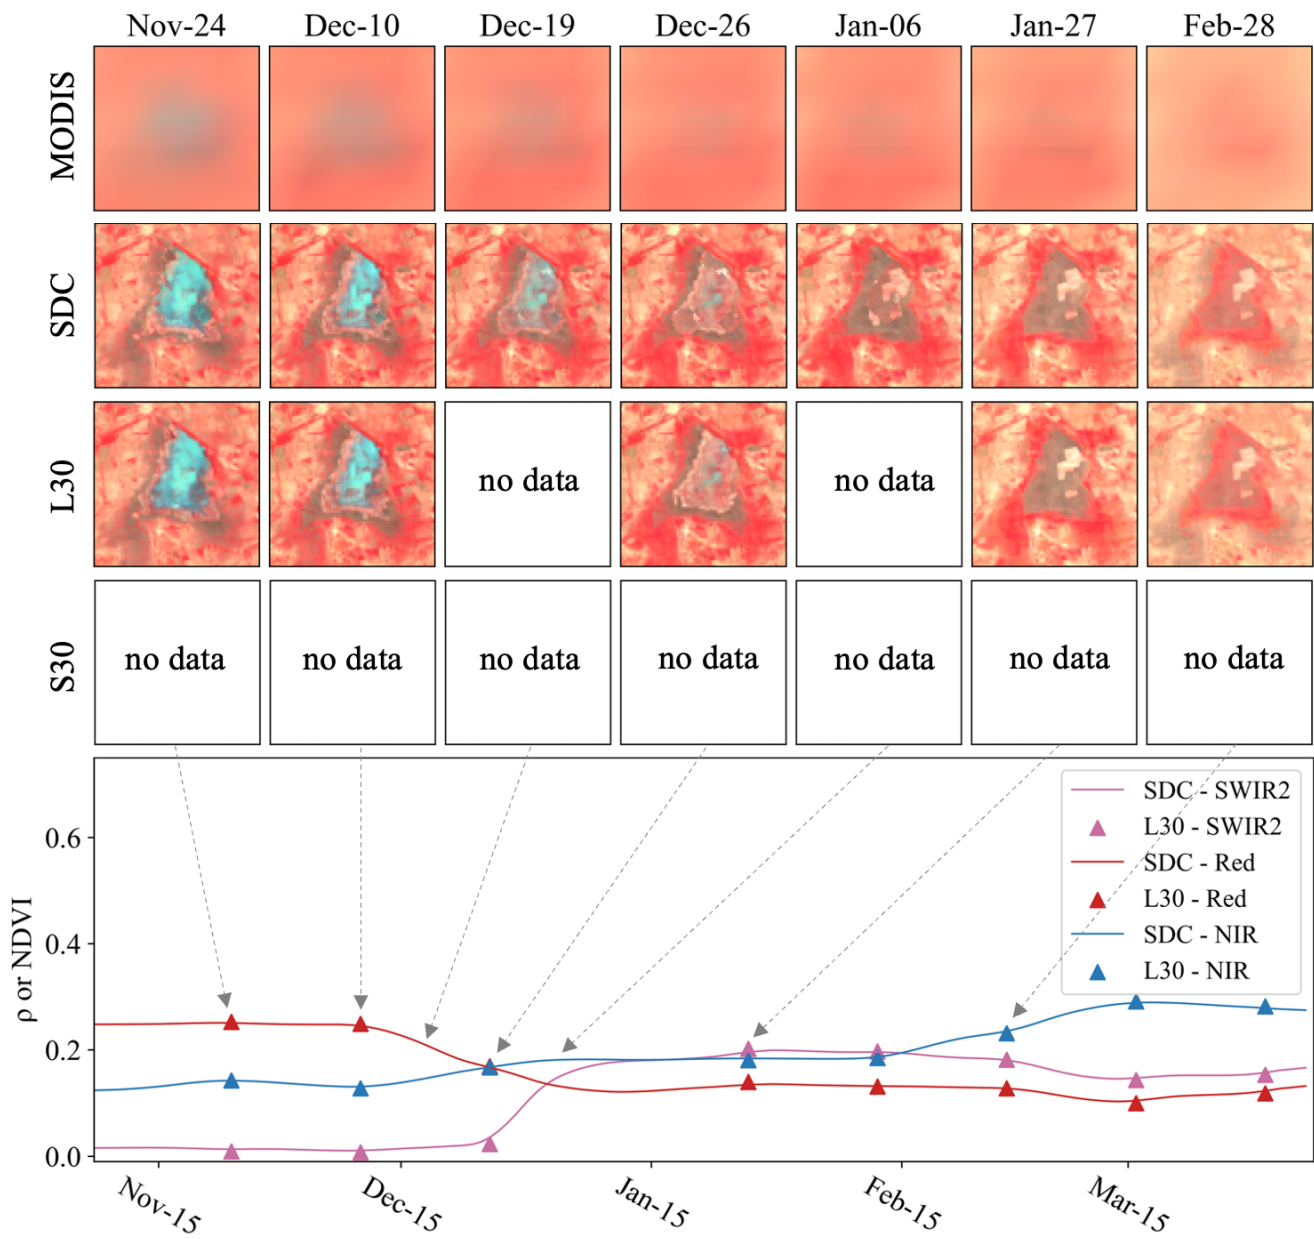 Nov-24 Dec-10 Dec-19 Dec-26 Jan-06 Jan-27 Feb-28
MODIS
SDC
L30
no data no data
S30
no data no data no data no data no data no data no data
SDC - SWIR2
L30 - SWIR2
SDC - Red
L30 - Red
SDC - NIR
L30 - NIR
ρ or NDVI
0.6
0.4
0.2
0.0
Nov-15 Dec-15 Jan-15 Feb-15 Mar-15